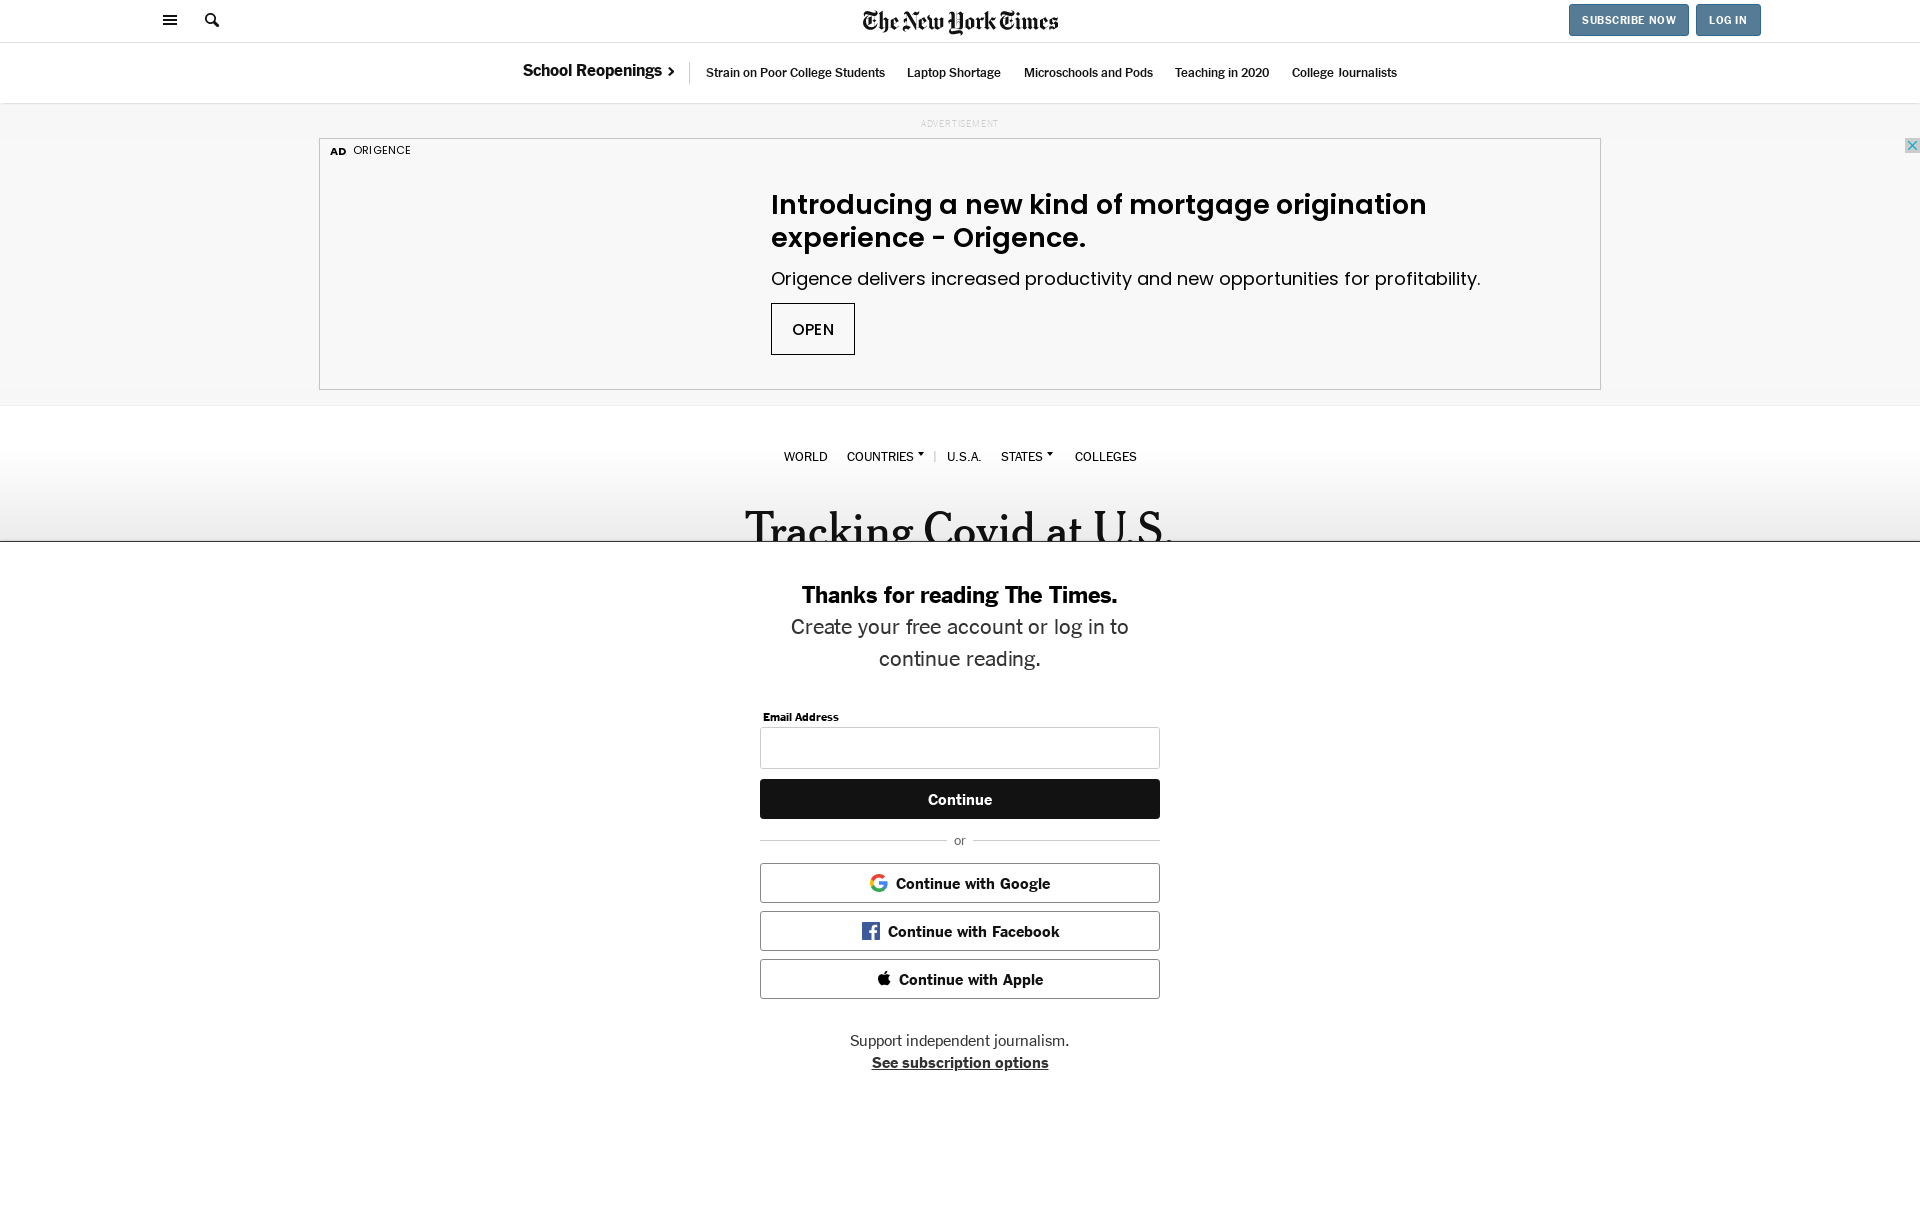 The New York Times
SUBSCRIBE NOW
LOG IN
School Reopenings
Strain on Poor College Students
Laptop Shortage
Microschools and Pods
Teaching in 2020
College Journalists
ADVERTISEMENT
AD ORIGENCE
Introducing a new kind of mortgage origination
experience - Origence.
Origence delivers increased productivity and new opportunities for profitability.
OPEN
WORLD
COUNTRIES
U.S.A.
STATES
COLLEGES
Tracking Covid at U.S.
Thanks for reading The Times.
Create your free account or log in to
continue reading.
Email Address
Continue
or
Continue with Google
Continue with Facebook
Continue with Apple
Support independent journalism.
See subscription options